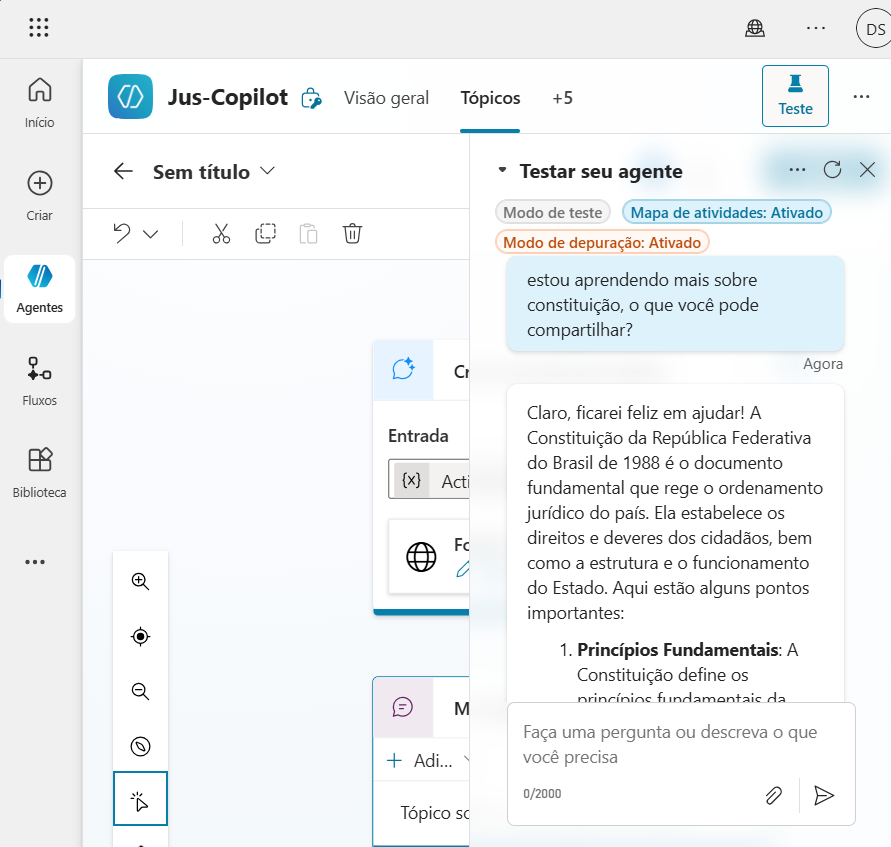 DS
Início
Criar
Agentes
Fluxos
Biblioteca
Jus-Copilot
Visão geral
Tópicos
+5
Teste
Sem título
Entrada
{x}
Adi...
Tópico
Testar seu agente
Modo de teste
Mapa de atividades: Ativado
Modo de depuração: Ativado
estou aprendendo mais sobre
constituição, o que você pode
compartilhar?
Agora
Claro, ficarei feliz em ajudar! A
Constituição da República Federativa
do Brasil de 1988 é o documento
fundamental que rege o ordenamento
jurídico do país. Ela estabelece os
direitos e deveres dos cidadãos, bem
como a estrutura e o funcionamento
do Estado. Aqui estão alguns pontos
importantes:
1. Princípios Fundamentais: A
Constituição define os
princípios fundamentais da
Faça uma pergunta ou descreva o que
você precisa
0/2000